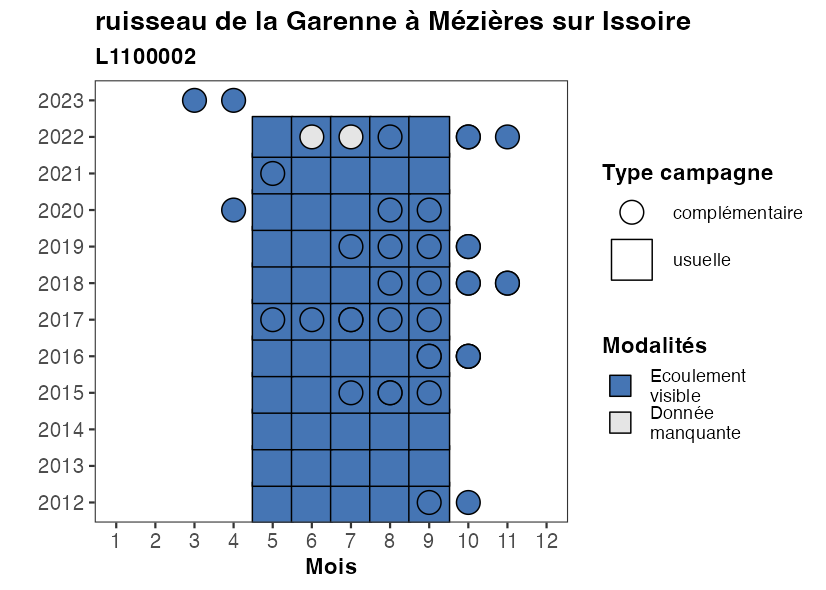 ruisseau de la Garenne à Mézières sur Issoire
L1100002
2023
2022
2021
2020
2019
2018
2017
2016
2015
2014
2013
2012
1 2 3 4 5 6 7 8 9 10 11 12
Mois
Type campagne
complémentaire
usuelle
Modalités
Ecoulement
visible
Donnée
manquante